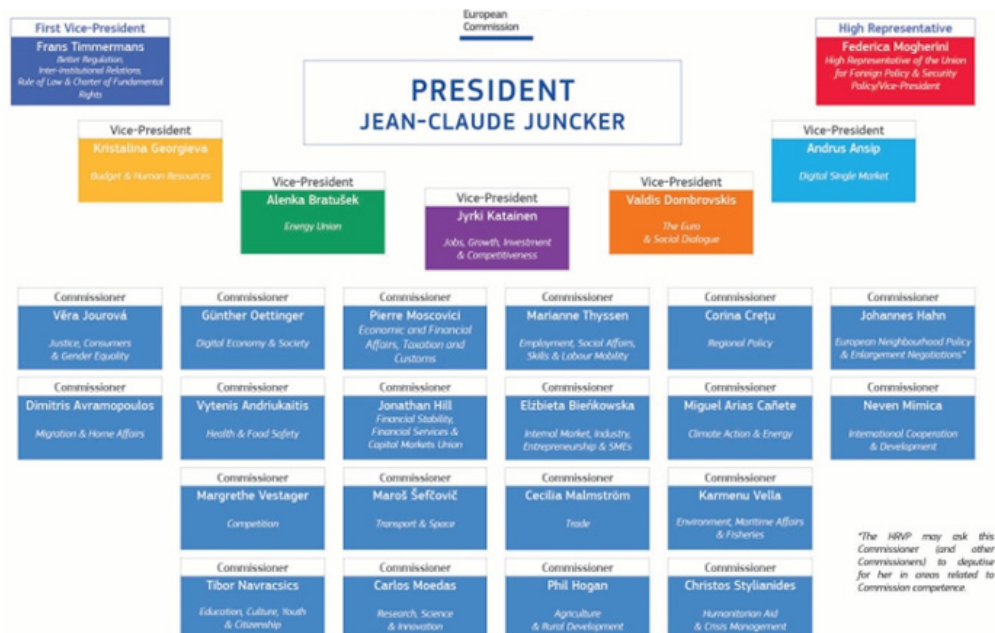 European
Commission
First Vice-President
Frans Timmermans
Better Regulation,
Inter-Institutional Relations,
Rule of Law & Charter of Fundamental
Rights
PRESIDENT
JEAN-CLAUDE JUNCKER
High Representative
Federica Mogherini
High Representative of the Union
for Foreign Policy & Security
Policy/Vice-President
Vice-President
Kristalina Georgieva
Budget & Human Resources
Vice-President
Alenka Bratušek
Energy Union
Vice-President
Jyrki Katainen
Jobs, Growth, Investment
& Competitiveness
Vice-President
Valdis Dombrovskis
The Euro
& Social Dialogue
Vice-President
Andrus Ansip
Digital Single Market
Commissioner
Věra Jourová
Justice, Consumers
& Gender Equality
Commissioner
Günther Oettinger
Digital Economy & Society
Commissioner
Pierre Moscovici
Economic and Financial
Affairs, Taxation and
Customs
Commissioner
Marianne Thyssen
Employment, Social Affairs,
Skills & Labour Mobility
Commissioner
Corina Crețu
Regional Policy
Commissioner
Johannes Hahn
European Neighbourhood Policy
& Enlargement Negotiations*
Commissioner
Dimitris Avramopoulos
Migration & Home Affairs
Commissioner
Vytenis Andriukaitis
Health & Food Safety
Commissioner
Jonathan Hill
Financial Stability,
Financial Services &
Capital Markets Union
Commissioner
Elżbieta Bieńkowska
Internal Market, Industry,
Entrepreneurship & SMEs
Commissioner
Miguel Arias Cañete
Climate Action & Energy
Commissioner
Neven Mimica
International Cooperation
& Development
Commissioner
Margrethe Vestager
Competition
Commissioner
Maroš Šefčovič
Transport & Space
Commissioner
Cecilia Malmström
Trade
Commissioner
Karmenu Vella
Environment, Maritime Affairs
& Fisheries
Commissioner
Tibor Navracsics
Education, Culture, Youth
& Citizenship
Commissioner
Carlos Moedas
Research, Science
& Innovation
Commissioner
Phil Hogan
Agriculture
& Rural Development
Commissioner
Christos Stylianides
Humanitarian Aid
& Crisis Management
*The HRVP may ask this
Commissioner (and other
Commissioners) to deputise
for her in areas related to
Commission competence.